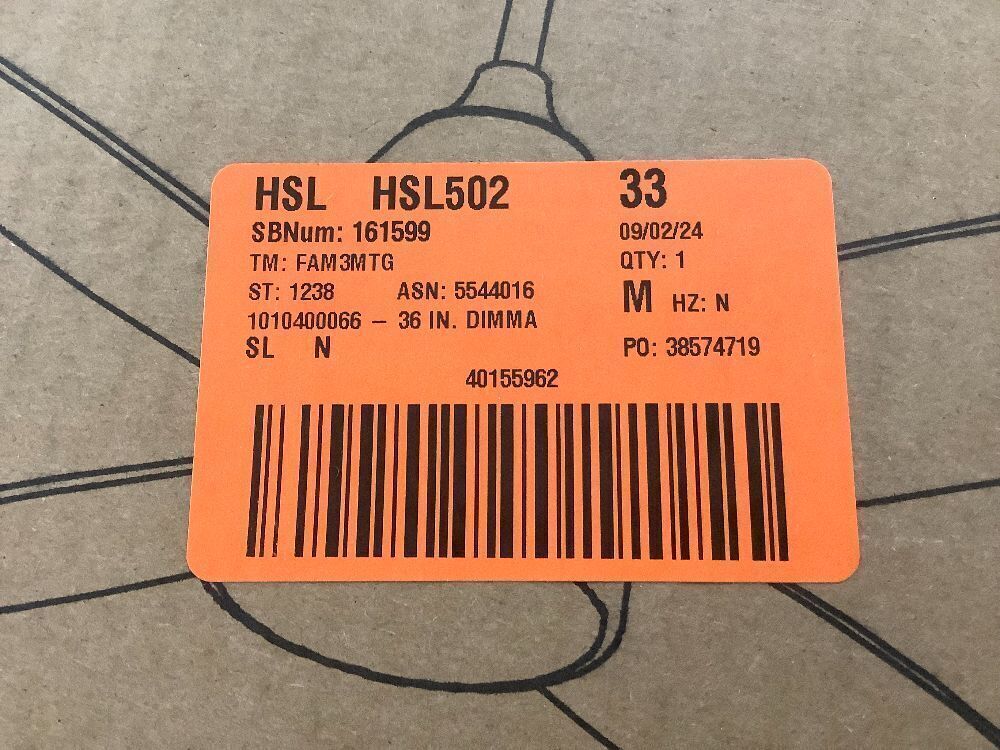 HSL HSL502 33
SBNum: 161599 09/02/24
TM: FAM3MTG QTY: 1
ST: 1238 ASN: 5544016 M HZ: N
1010400066 – 36 IN. DIMMA
SL N PO: 38574719
40155962